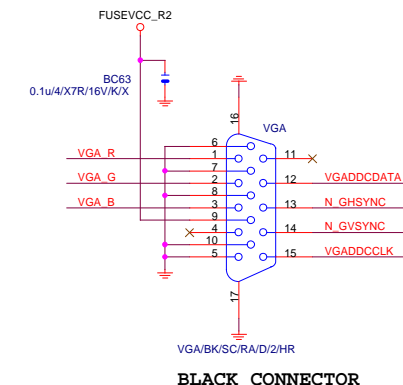 FUSEVCC_R2
BC63
0.1u/4/X7R/16V/K/X
16
VGA
6
VGA_R 1 11
7
VGA_G 2 12 VGADDCDATA
8
VGA_B 3 13 N_GHSYNC
9
4 14 N_GVSYNC
10
5 15 VGADDCCLK
17
VGA/BK/SC/RA/D/2/HR
BLACK CONNECTOR